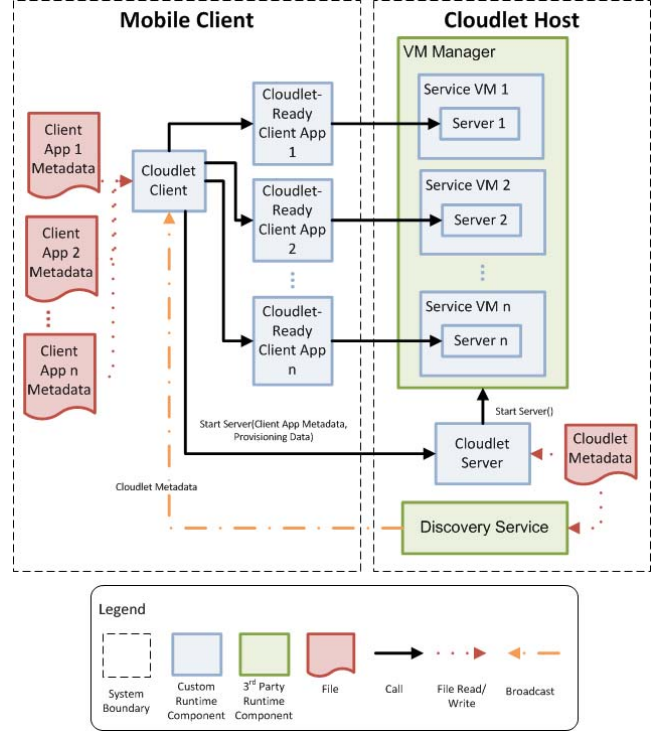 Mobile Client
Cloudlet Host
Client
App 1
Metadata
Client
App 2
Metadata
Client
App n
Metadata
Cloudlet
Client
Cloudlet-
Ready
Client App
1
Cloudlet-
Ready
Client App
2
Cloudlet-
Ready
Client App
n
VM Manager
Service VM 1
Server 1
Service VM 2
Server 2
Service VM n
Server n
Start Server(Client App Metadata,
Provisioning Data)
Start Server()
Cloudlet
Server
Cloudlet
Metadata
Cloudlet Metadata
Discovery Service
Legend
System
Boundary
Custom
Runtime
Component
3rd Party
Runtime
Component
File
Call
File Read/
Write
Broadcast